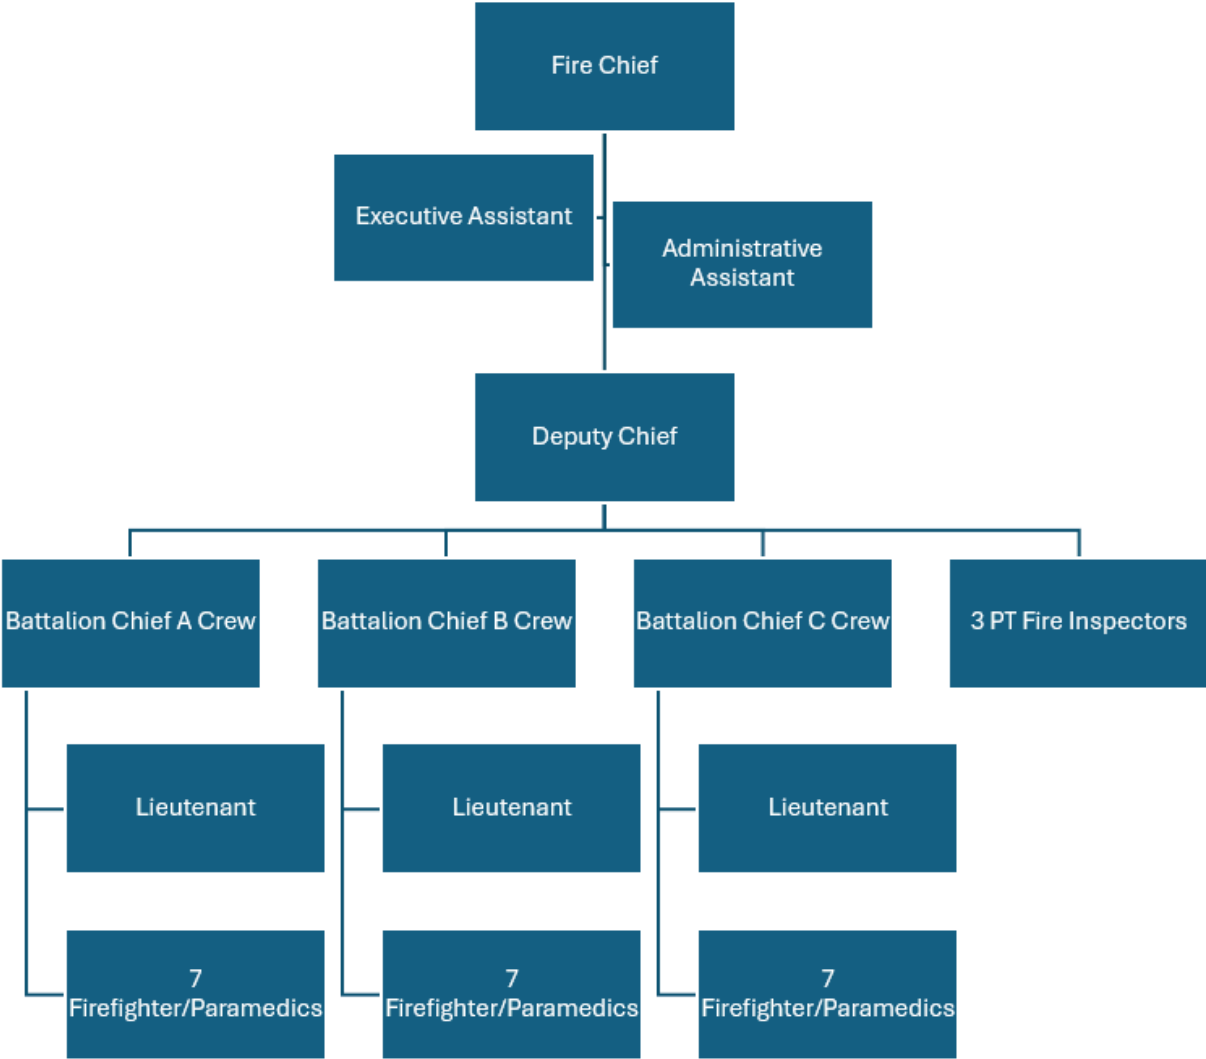 Fire Chief
Executive Assistant
Administrative
Assistant
Deputy Chief
Battalion Chief A Crew
Battalion Chief B Crew
Battalion Chief C Crew
3 PT Fire Inspectors
Lieutenant
Lieutenant
Lieutenant
7
Firefighter/Paramedics
7
Firefighter/Paramedics
7
Firefighter/Paramedics